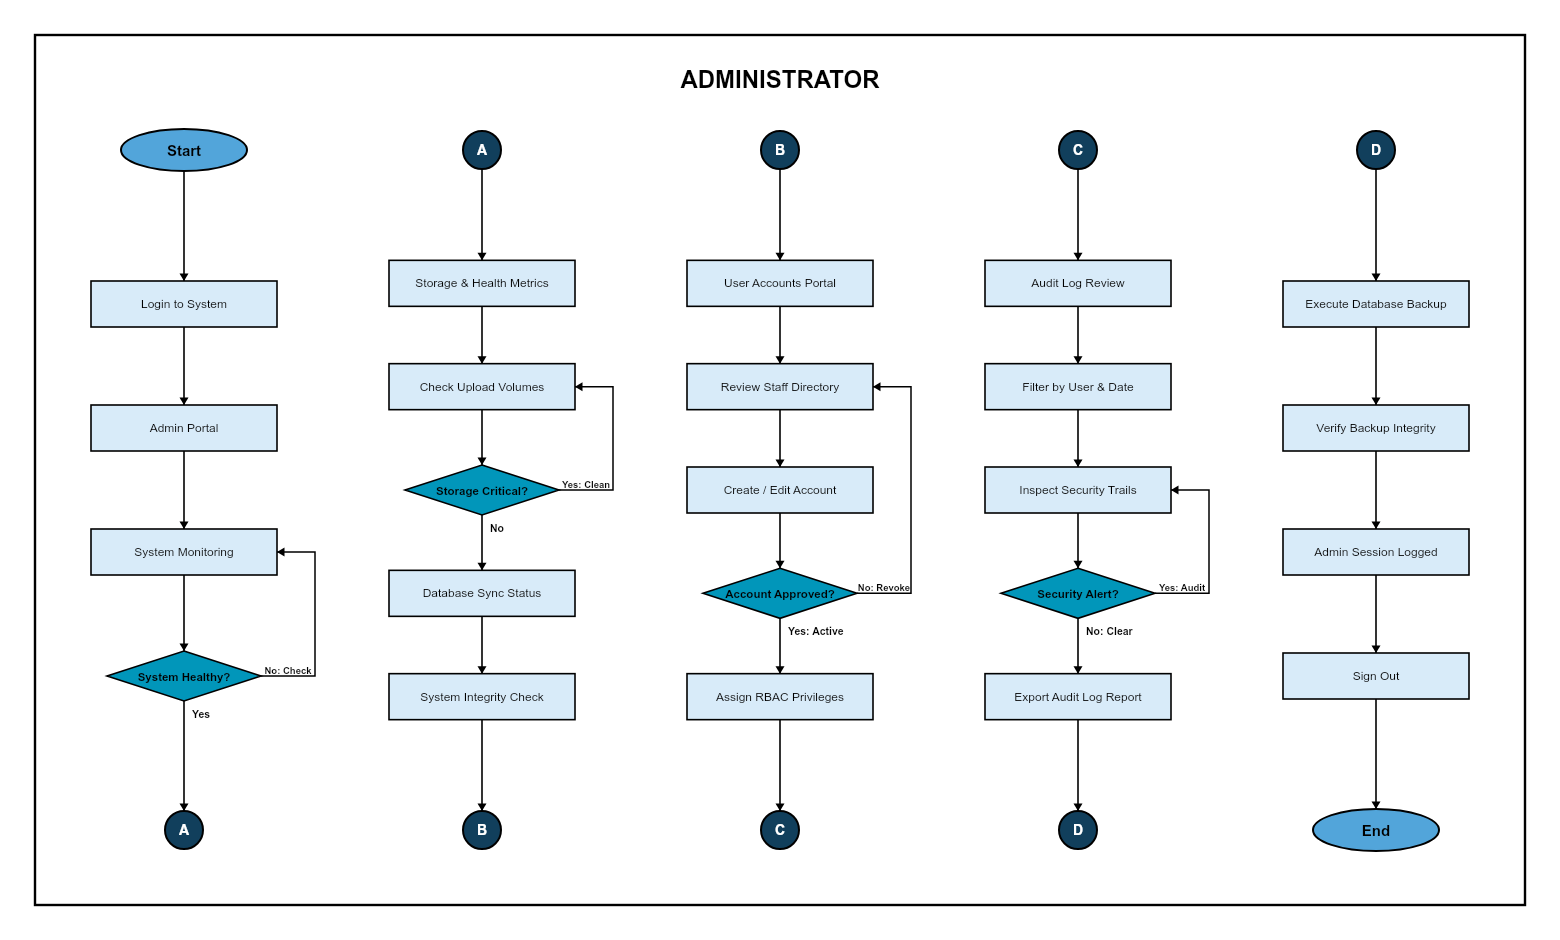 ADMINISTRATOR
Start
Login to System
Admin Portal
System Monitoring
System Healthy?
No: Check
Yes
A
A
Storage & Health Metrics
Check Upload Volumes
Storage Critical?
Yes: Clean
No
Database Sync Status
System Integrity Check
B
B
User Accounts Portal
Review Staff Directory
Create / Edit Account
Account Approved?
No: Revoke
Yes: Active
Assign RBAC Privileges
C
C
Audit Log Review
Filter by User & Date
Inspect Security Trails
Security Alert?
Yes: Audit
No: Clear
Export Audit Log Report
D
D
Execute Database Backup
Verify Backup Integrity
Admin Session Logged
Sign Out
End